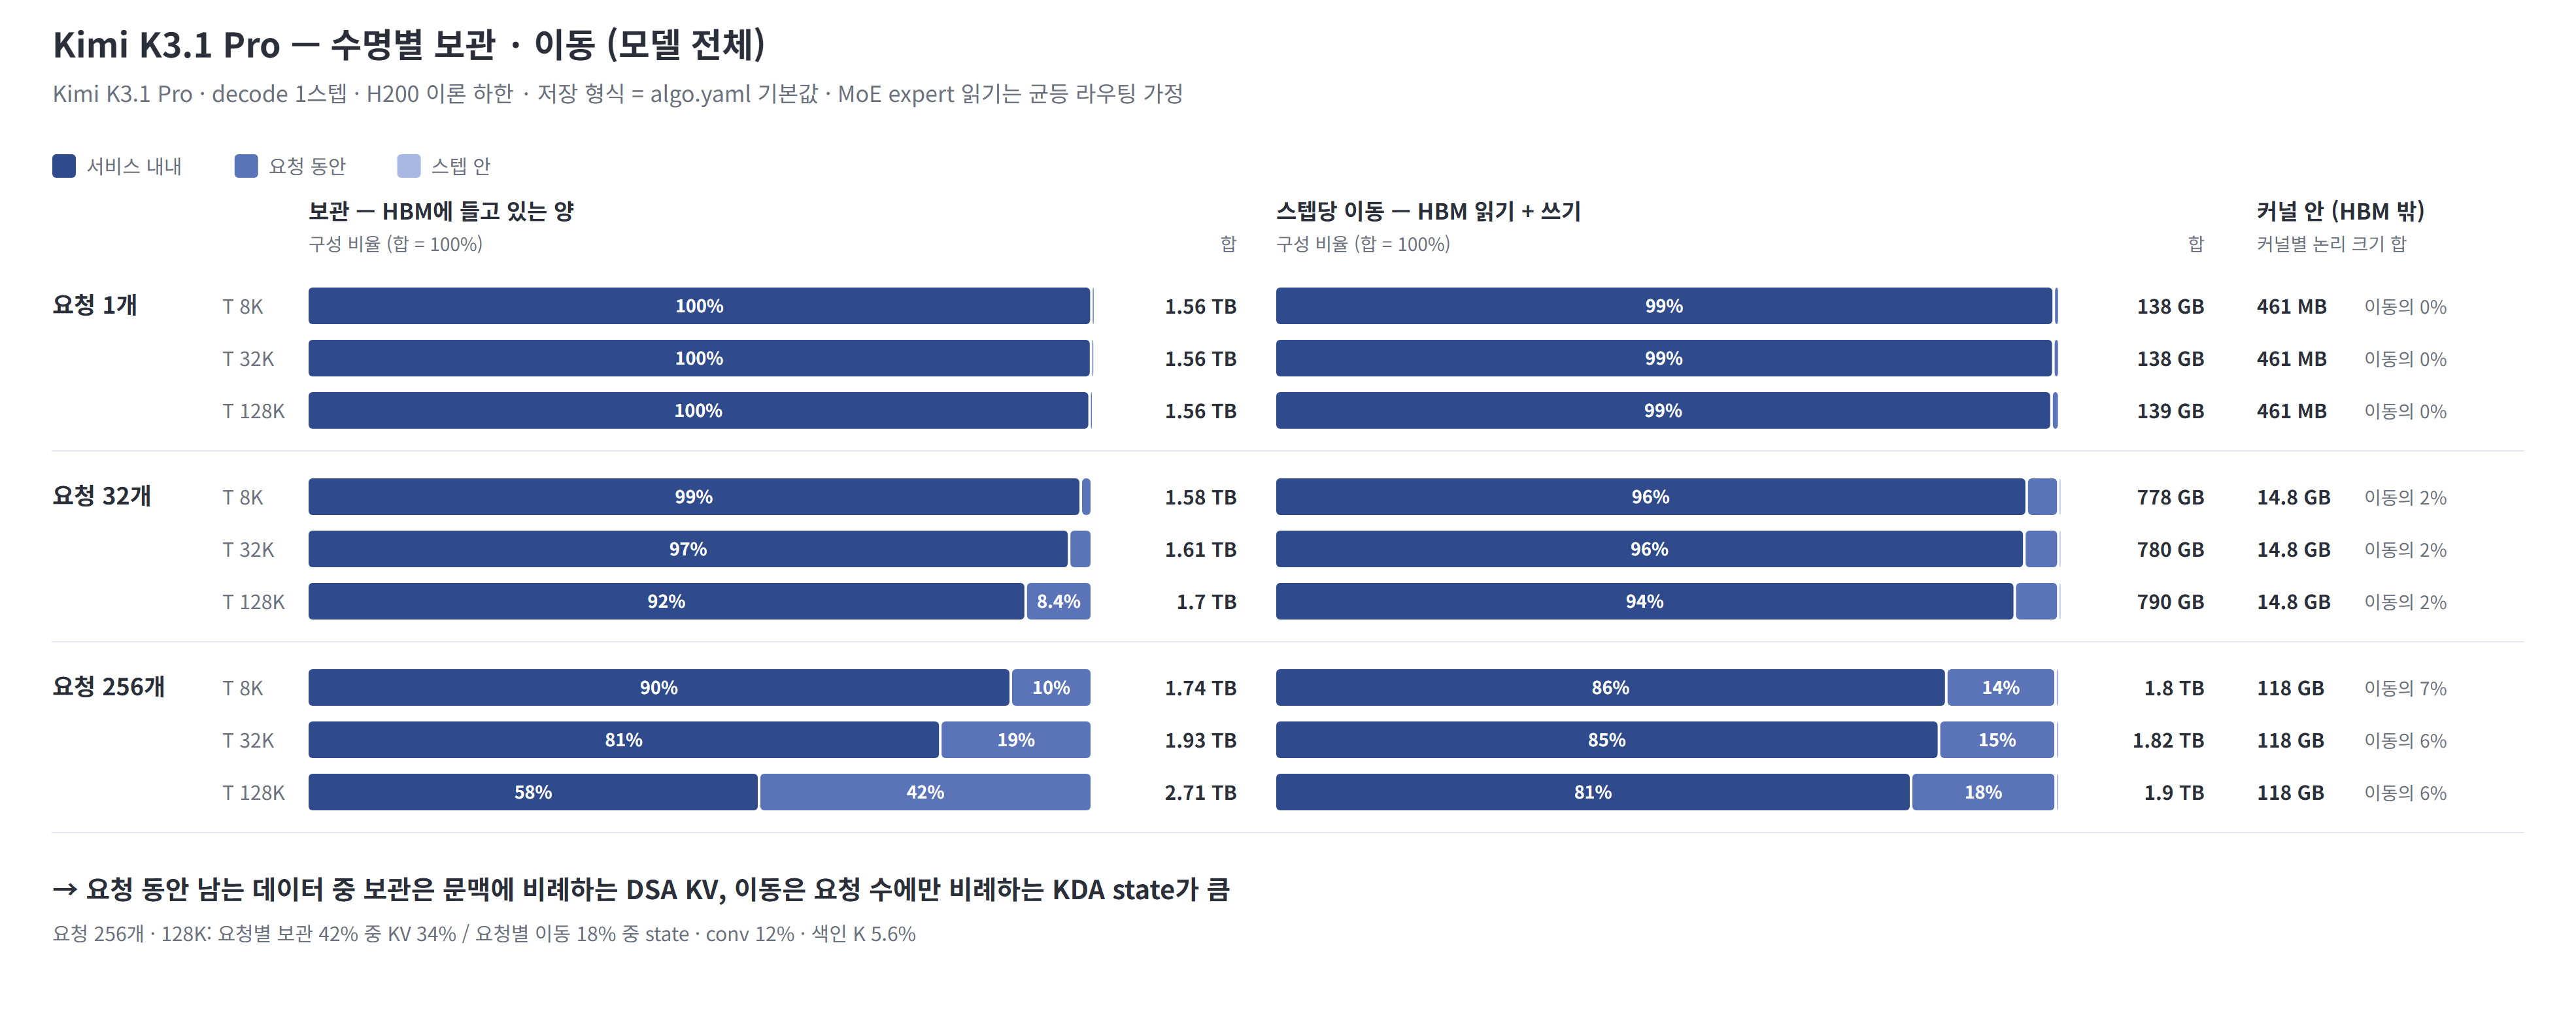 Kimi K3.1 Pro — 수명별 보관 · 이동 (모델 전체)
Kimi K3.1 Pro · decode 1스텝 · H200 이론 하한 · 저장 형식 = algo.yaml 기본값 · MoE expert 읽기는 균등 라우팅 가정
서비스 내내 요청 동안 스텝 안
보관 — HBM에 들고 있는 양 스텝당 이동 — HBM 읽기 + 쓰기 커널 안 (HBM 밖)
구성 비율 (합 = 100%) 합 구성 비율 (합 = 100%) 합 커널별 논리 크기 합
요청 1개 T 8K 100% 1.56 TB 99% 138 GB 461 MB 이동의 0%
T 32K 100% 1.56 TB 99% 138 GB 461 MB 이동의 0%
T 128K 100% 1.56 TB 99% 139 GB 461 MB 이동의 0%
요청 32개 T 8K 99% 1.58 TB 96% 778 GB 14.8 GB 이동의 2%
T 32K 97% 1.61 TB 96% 780 GB 14.8 GB 이동의 2%
T 128K 92% 8.4% 1.7 TB 94% 790 GB 14.8 GB 이동의 2%
요청 256개 T 8K 90% 10% 1.74 TB 86% 14% 1.8 TB 118 GB 이동의 7%
T 32K 81% 19% 1.93 TB 85% 15% 1.82 TB 118 GB 이동의 6%
T 128K 58% 42% 2.71 TB 81% 18% 1.9 TB 118 GB 이동의 6%
→ 요청 동안 남는 데이터 중 보관은 문맥에 비례하는 DSA KV, 이동은 요청 수에만 비례하는 KDA state가 큼
요청 256개 · 128K: 요청별 보관 42% 중 KV 34% / 요청별 이동 18% 중 state · conv 12% · 색인 K 5.6%